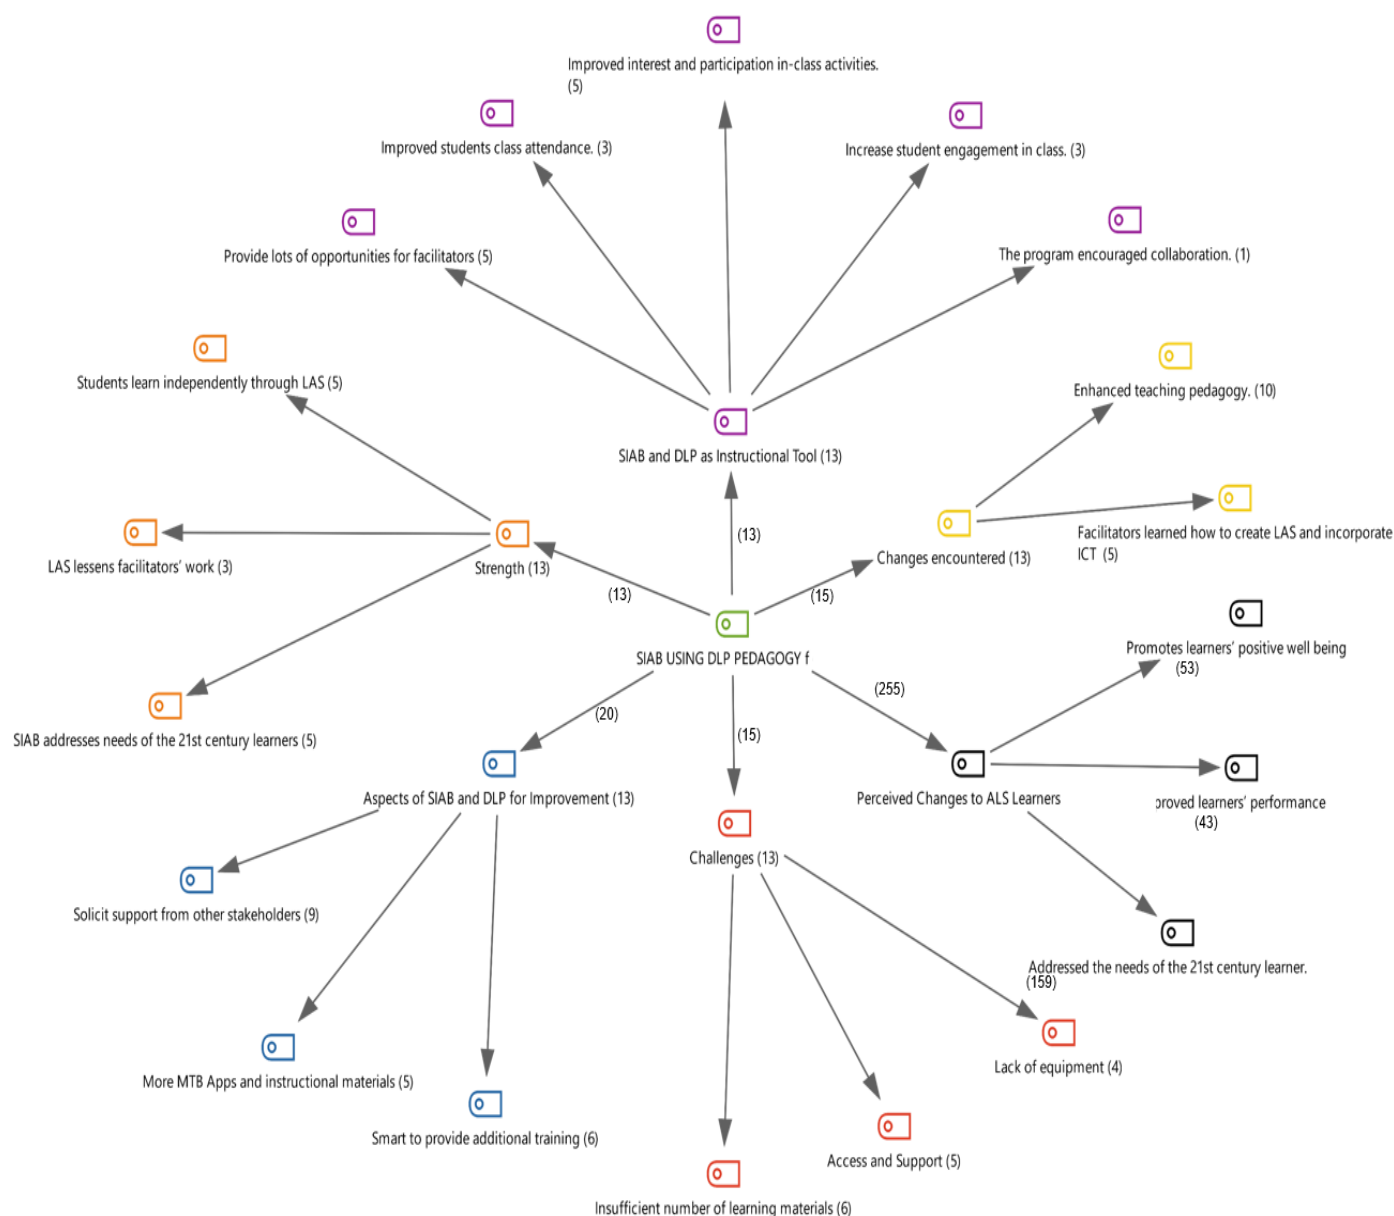 Improved interest and participation in-class activities.
(5)
Improved students class attendance. (3)
Increase student engagement in class. (3)
Provide lots of opportunities for facilitators (5)
The program encouraged collaboration. (1)
Students learn independently through LAS (5)
Enhanced teaching pedagogy. (10)
SIAB and DLP as Instructional Tool (13)
(13)
Facilitators learned how to create LAS and incorporate
ICT (5)
LAS lessens facilitators' work (3)
Strength (13)
Changes encountered (13)
(13)
(15)
SIAB USING DLP PEDAGOGY f
Promotes learners' positive well being
(53)
(255)
(20)
(15)
SIAB addresses needs of the 21st century learners (5)
Aspects of SIAB and DLP for Improvement (13)
Perceived Changes to ALS Learners
proved learners' performance
(43)
Challenges (13)
Solicit support from other stakeholders (9)
Addressed the needs of the 21st century learner.
(159)
Lack of equipment (4)
More MTB Apps and instructional materials (5)
Smart to provide additional training (6)
Access and Support (5)
Insufficient number of learning materials (6)